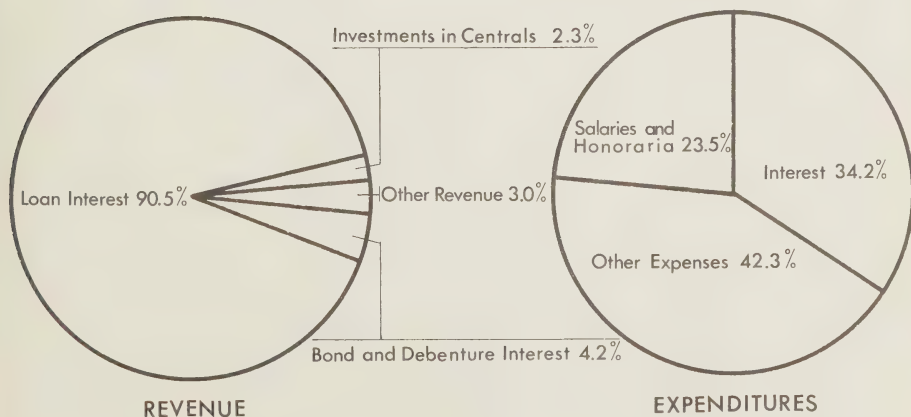 Investments in Centrals 2.3%
Loan Interest 90.5%
Other Revenue 3.0%
Bond and Debenture Interest 4.2%
REVENUE
Salaries and
Honoraria 23.5%
Interest 34.2%
Other Expenses 42.3%
EXPENDITURES